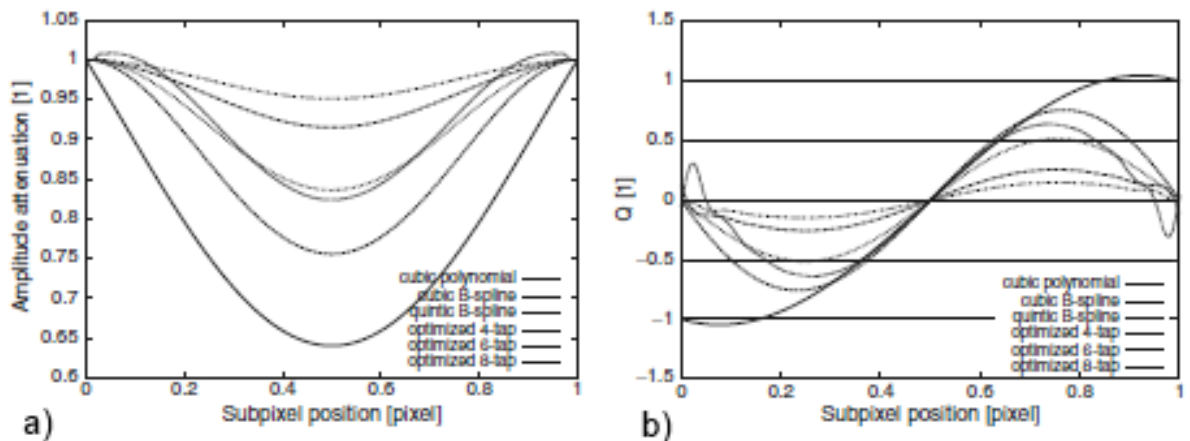 1.05
1
0.95
0.9
0.85
0.8
0.75
0.7
0.65
0.6
Amplitude attenuation [1]
cubic polynomial
cubic B-spline
quintic B-spline
optimized 4-tap
optimized 6-tap
optimized 8-tap
0 0.2 0.4 0.6 0.8 1
Subpixel position [pixel]
a)
1.5
1
0.5
0
-0.5
-1
-1.5
Q [1]
cubic polynomial
cubic B-spline
quintic B-spline
optimized 4-tap
optimized 6-tap
optimized 8-tap
0 0.2 0.4 0.6 0.8 1
Subpixel position [pixel]
b)